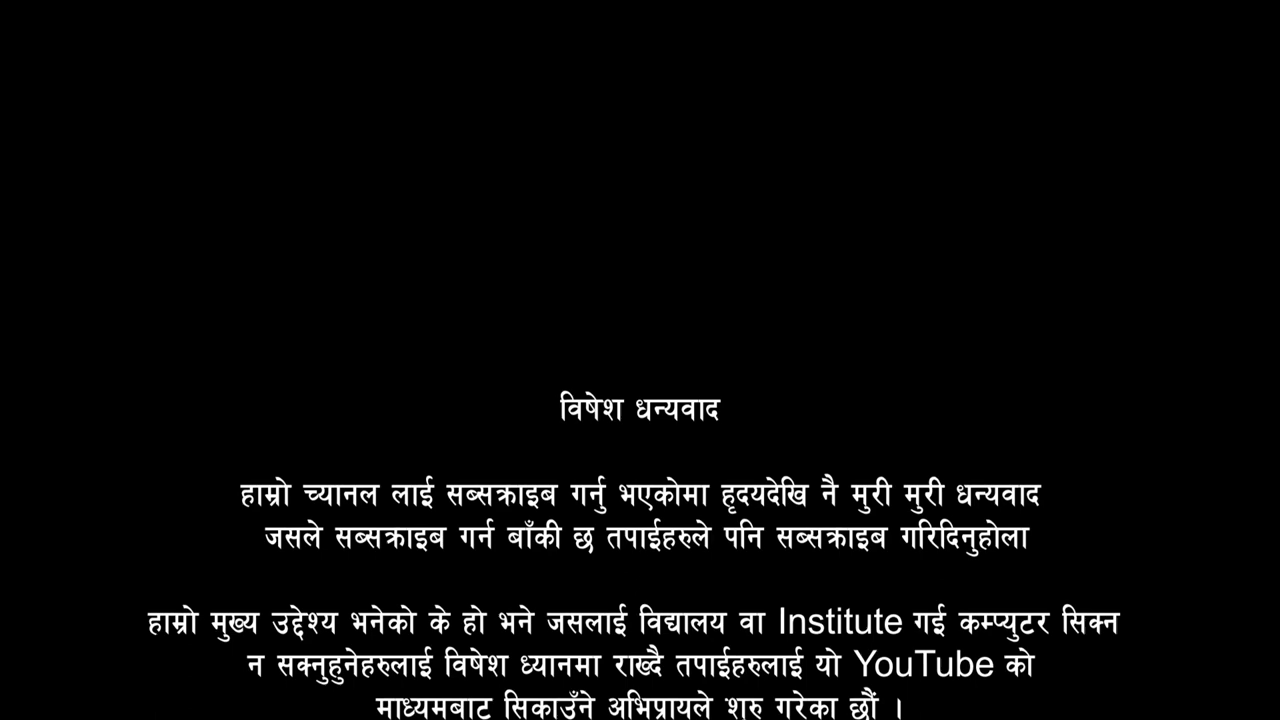 विषेश धन्यवाद
हाम्रो च्यानल लाई सब्सक्राइब गर्नु भएकोमा हृदयदेखि नै मुरी मुरी धन्यवाद
जसले सब्सक्राइब गर्न बाँकी छ तपाईहरुले पनि सब्सक्राइब गरिदिनुहोला
हाम्रो मुख्य उद्देश्य भनेको के हो भने जसलाई विद्यालय वा Institute गई कम्प्युटर सिक्न
न सक्नुहुनेहरुलाई विषेश ध्यानमा राख्दै तपाईहरुलाई यो YouTube को
माध्यमबाट सिकाउँने अभिप्रायले शुरु गरेका छौं ।